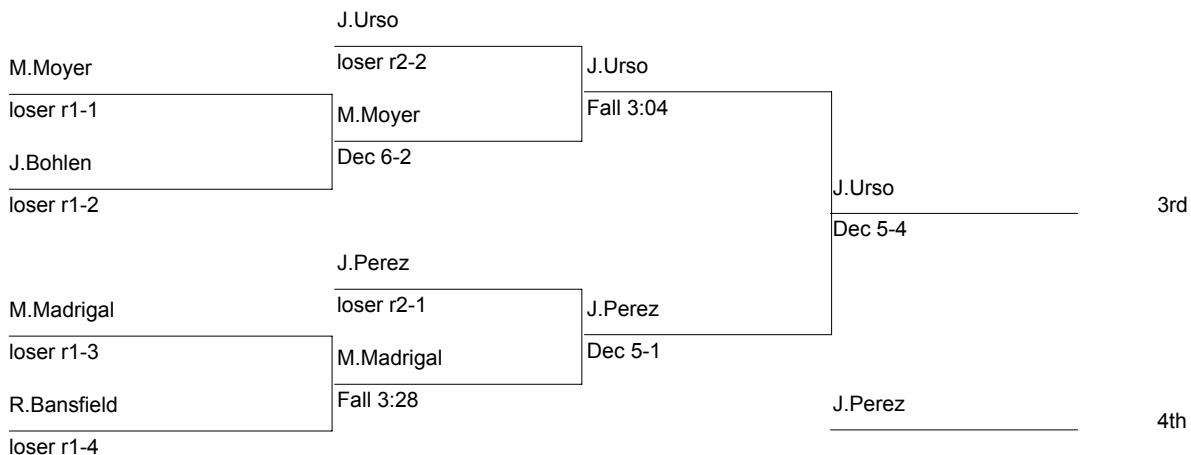 J.Urso
loser r2-2
M.Moyer
J.Urso
loser r1-1
M.Moyer
Fall 3:04
J.Bohlen
Dec 6-2
loser r1-2
J.Urso
3rd
Dec 5-4
J.Perez
loser r2-1
M.Madrigal
J.Perez
loser r1-3
M.Madrigal
Dec 5-1
R.Bansfield
Fall 3:28
J.Perez
4th
loser r1-4